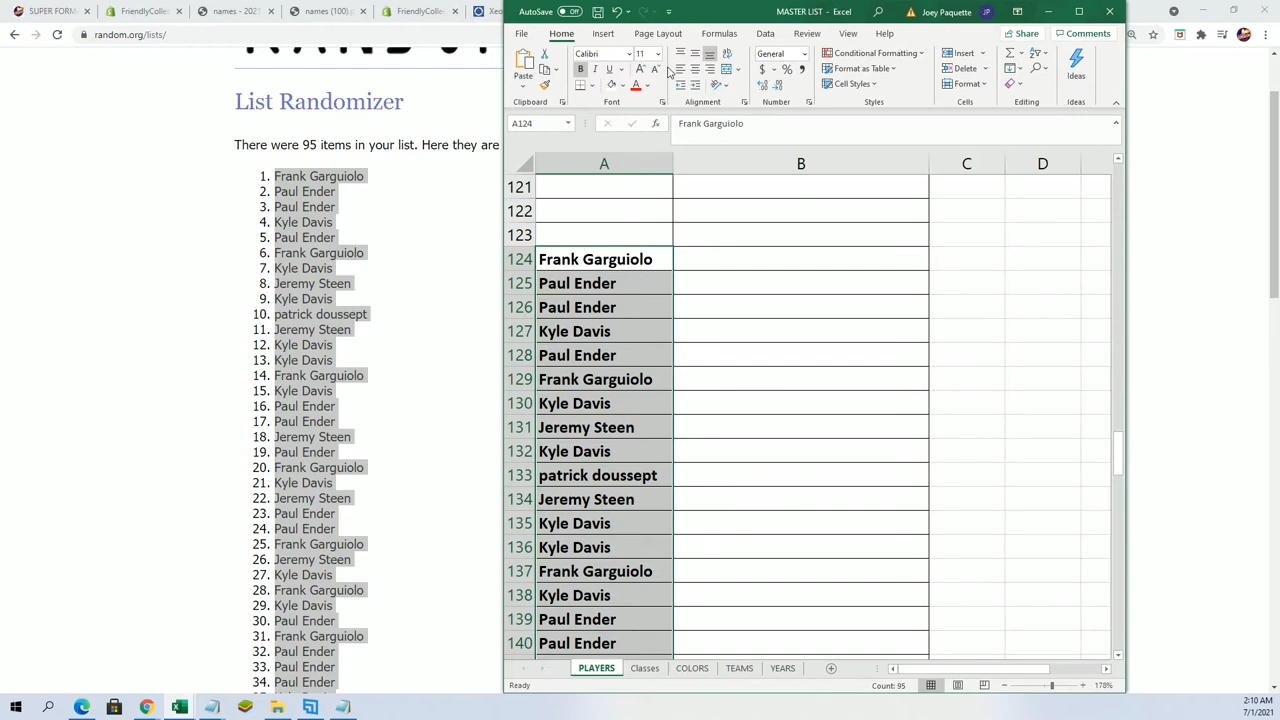 SUPER FORM-
FriendlyCollec
names - 2021
names (100).p
FriendlyCollec
Xeo
random.org/lists/
List Randomizer
There were 95 items in your list. Here they are
1. Frank Garguiolo
2. Paul Ender
3. Paul Ender
4. Kyle Davis
5. Paul Ender
6. Frank Garguiolo
7. Kyle Davis
8. Jeremy Steen
9. Kyle Davis
10. patrick doussept
11. Jeremy Steen
12. Kyle Davis
13. Kyle Davis
14. Frank Garguiolo
15. Kyle Davis
16. Paul Ender
17. Paul Ender
18. Jeremy Steen
19. Paul Ender
20. Frank Garguiolo
21. Kyle Davis
22. Jeremy Steen
23. Paul Ender
24. Paul Ender
25. Frank Garguiolo
26. Jeremy Steen
27. Kyle Davis
28. Frank Garguiolo
29. Kyle Davis
30. Paul Ender
31. Frank Garguiolo
32. Paul Ender
33. Paul Ender
34. Paul Ender
AutoSave Off MASTER LIST - Excel Joey Paquette JP
File Home Insert Page Layout Formulas Data Review View Help Share Comments
Calibri 11 General Conditional Formatting Insert
Paste B I U Format as Table Delete Ideas
Cell Styles Format
Clipboard Font Alignment Number Styles Cells Editing Ideas
A124 fx Frank Garguiolo
A B C D
121
122
123
124 Frank Garguiolo
125 Paul Ender
126 Paul Ender
127 Kyle Davis
128 Paul Ender
129 Frank Garguiolo
130 Kyle Davis
131 Jeremy Steen
132 Kyle Davis
133 patrick doussept
134 Jeremy Steen
135 Kyle Davis
136 Kyle Davis
137 Frank Garguiolo
138 Kyle Davis
139 Paul Ender
140 Paul Ender
PLAYERS Classes COLORS TEAMS YEARS
Ready Count: 95 178%
2:10 AM
7/1/2021